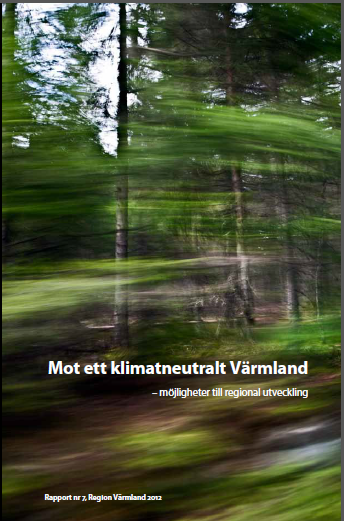 Mot ett klimatneutralt Värmland
– möjligheter till regional utveckling
Rapport nr 7, Region Värmland 2012